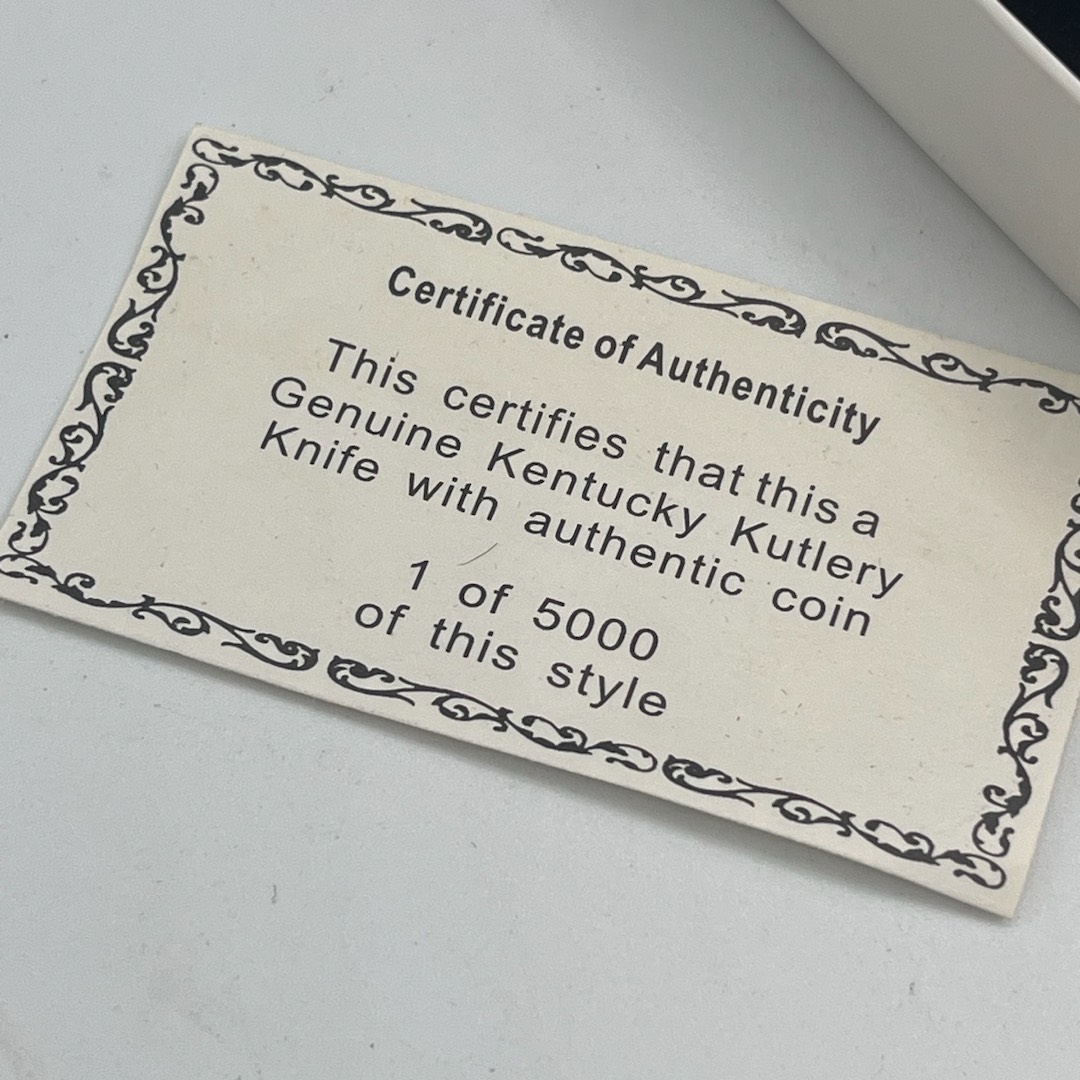 Certificate of Authenticity
This certifies that this a
Genuine Kentucky Kutlery
Knife with authentic coin
1 of 5000
of this style